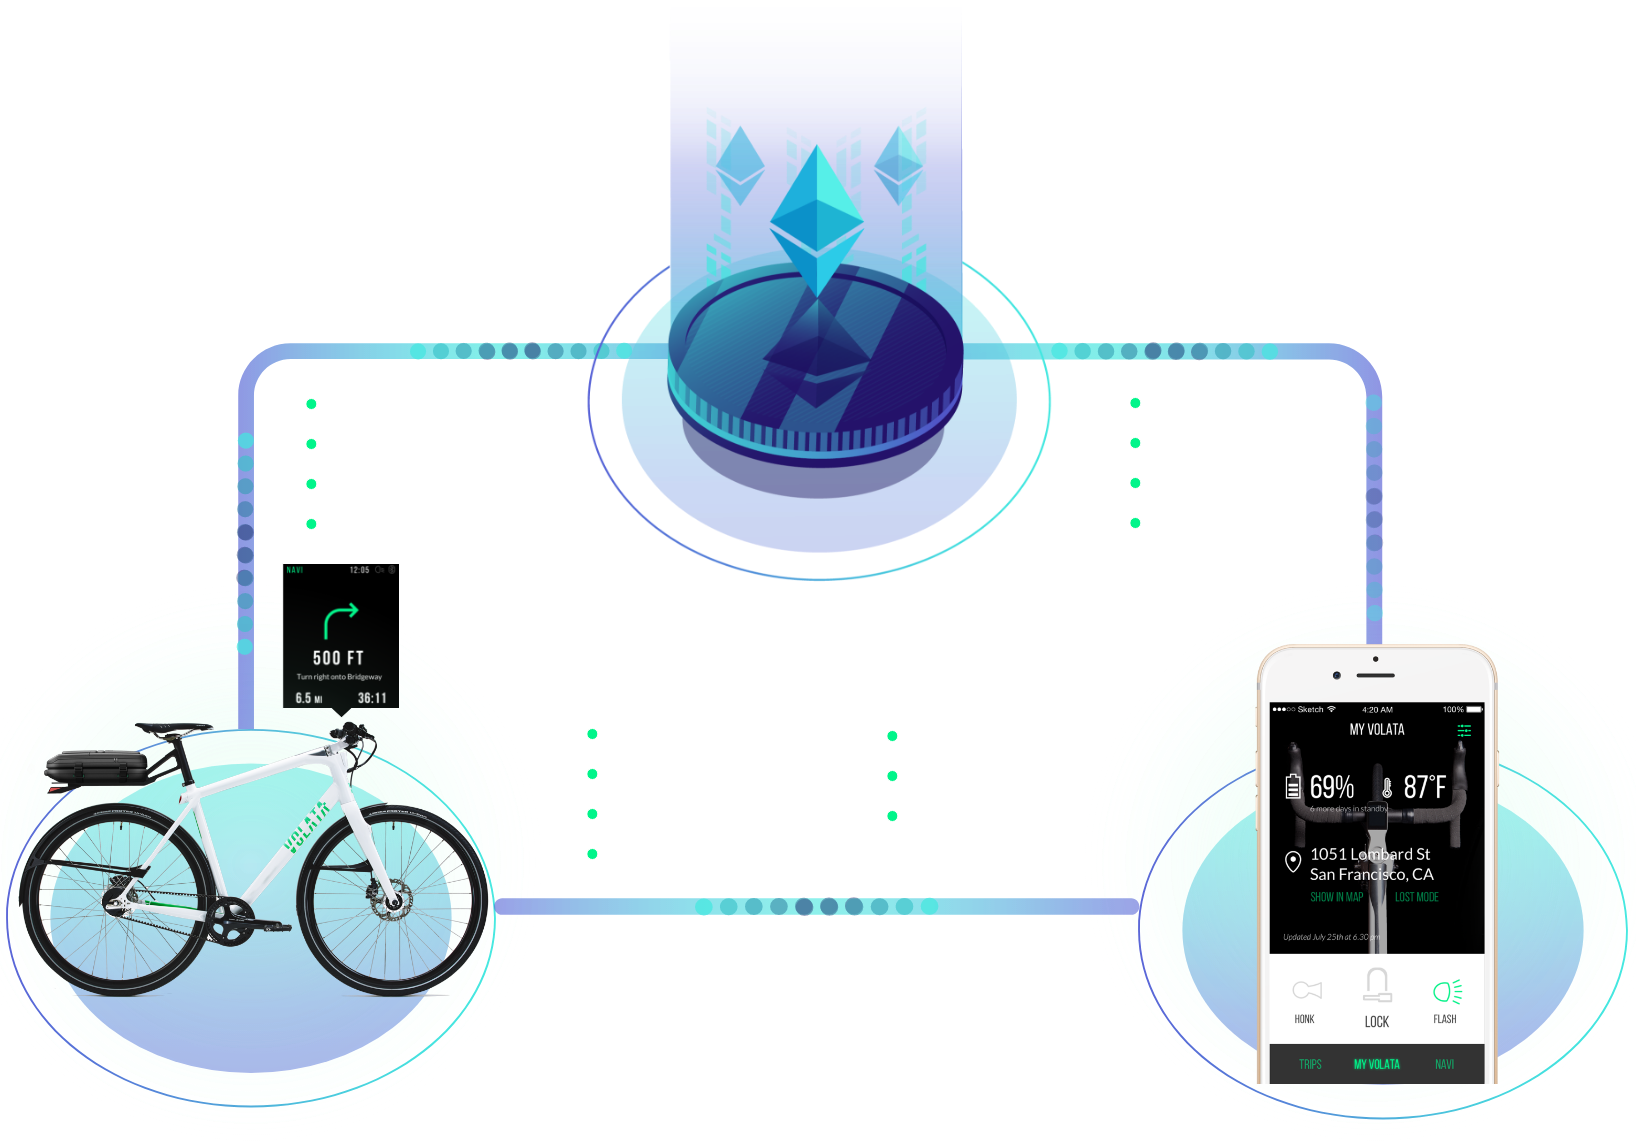 NAVI 12:05
500 FT
Turn right onto Bridgeway
6.5 MI 36:11
VOLATA
Sketch 4:20 AM 100%
MY VOLATA
69% 87°F
6 more days in standby
1051 Lombard St
San Francisco, CA
SHOW IN MAP LOST MODE
Updated July 25th at 6.30 pm
HONK LOCK FLASH
TRIPS MY VOLATA NAVI